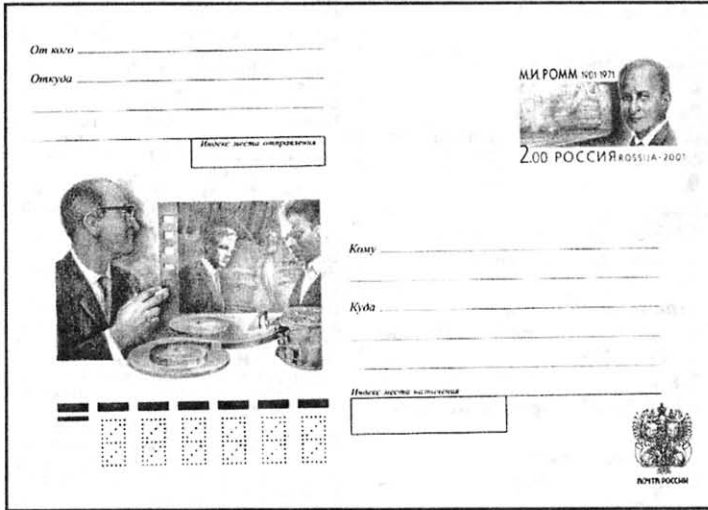 От кого
Откуда
Индекс места отправления
М.И. РОММ 1901 1971
2.00 РОССИЯ ROSSIJA-2001
Кому
Куда
Индекс места назначения
ПОЧТА РОССИИ